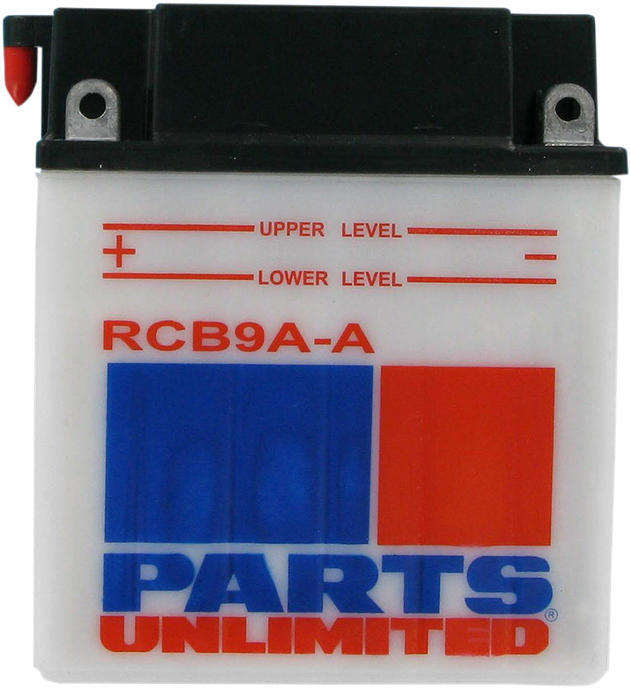 UPPER LEVEL
+ -
LOWER LEVEL
RCB9A-A
PARTS
UNLIMITED®